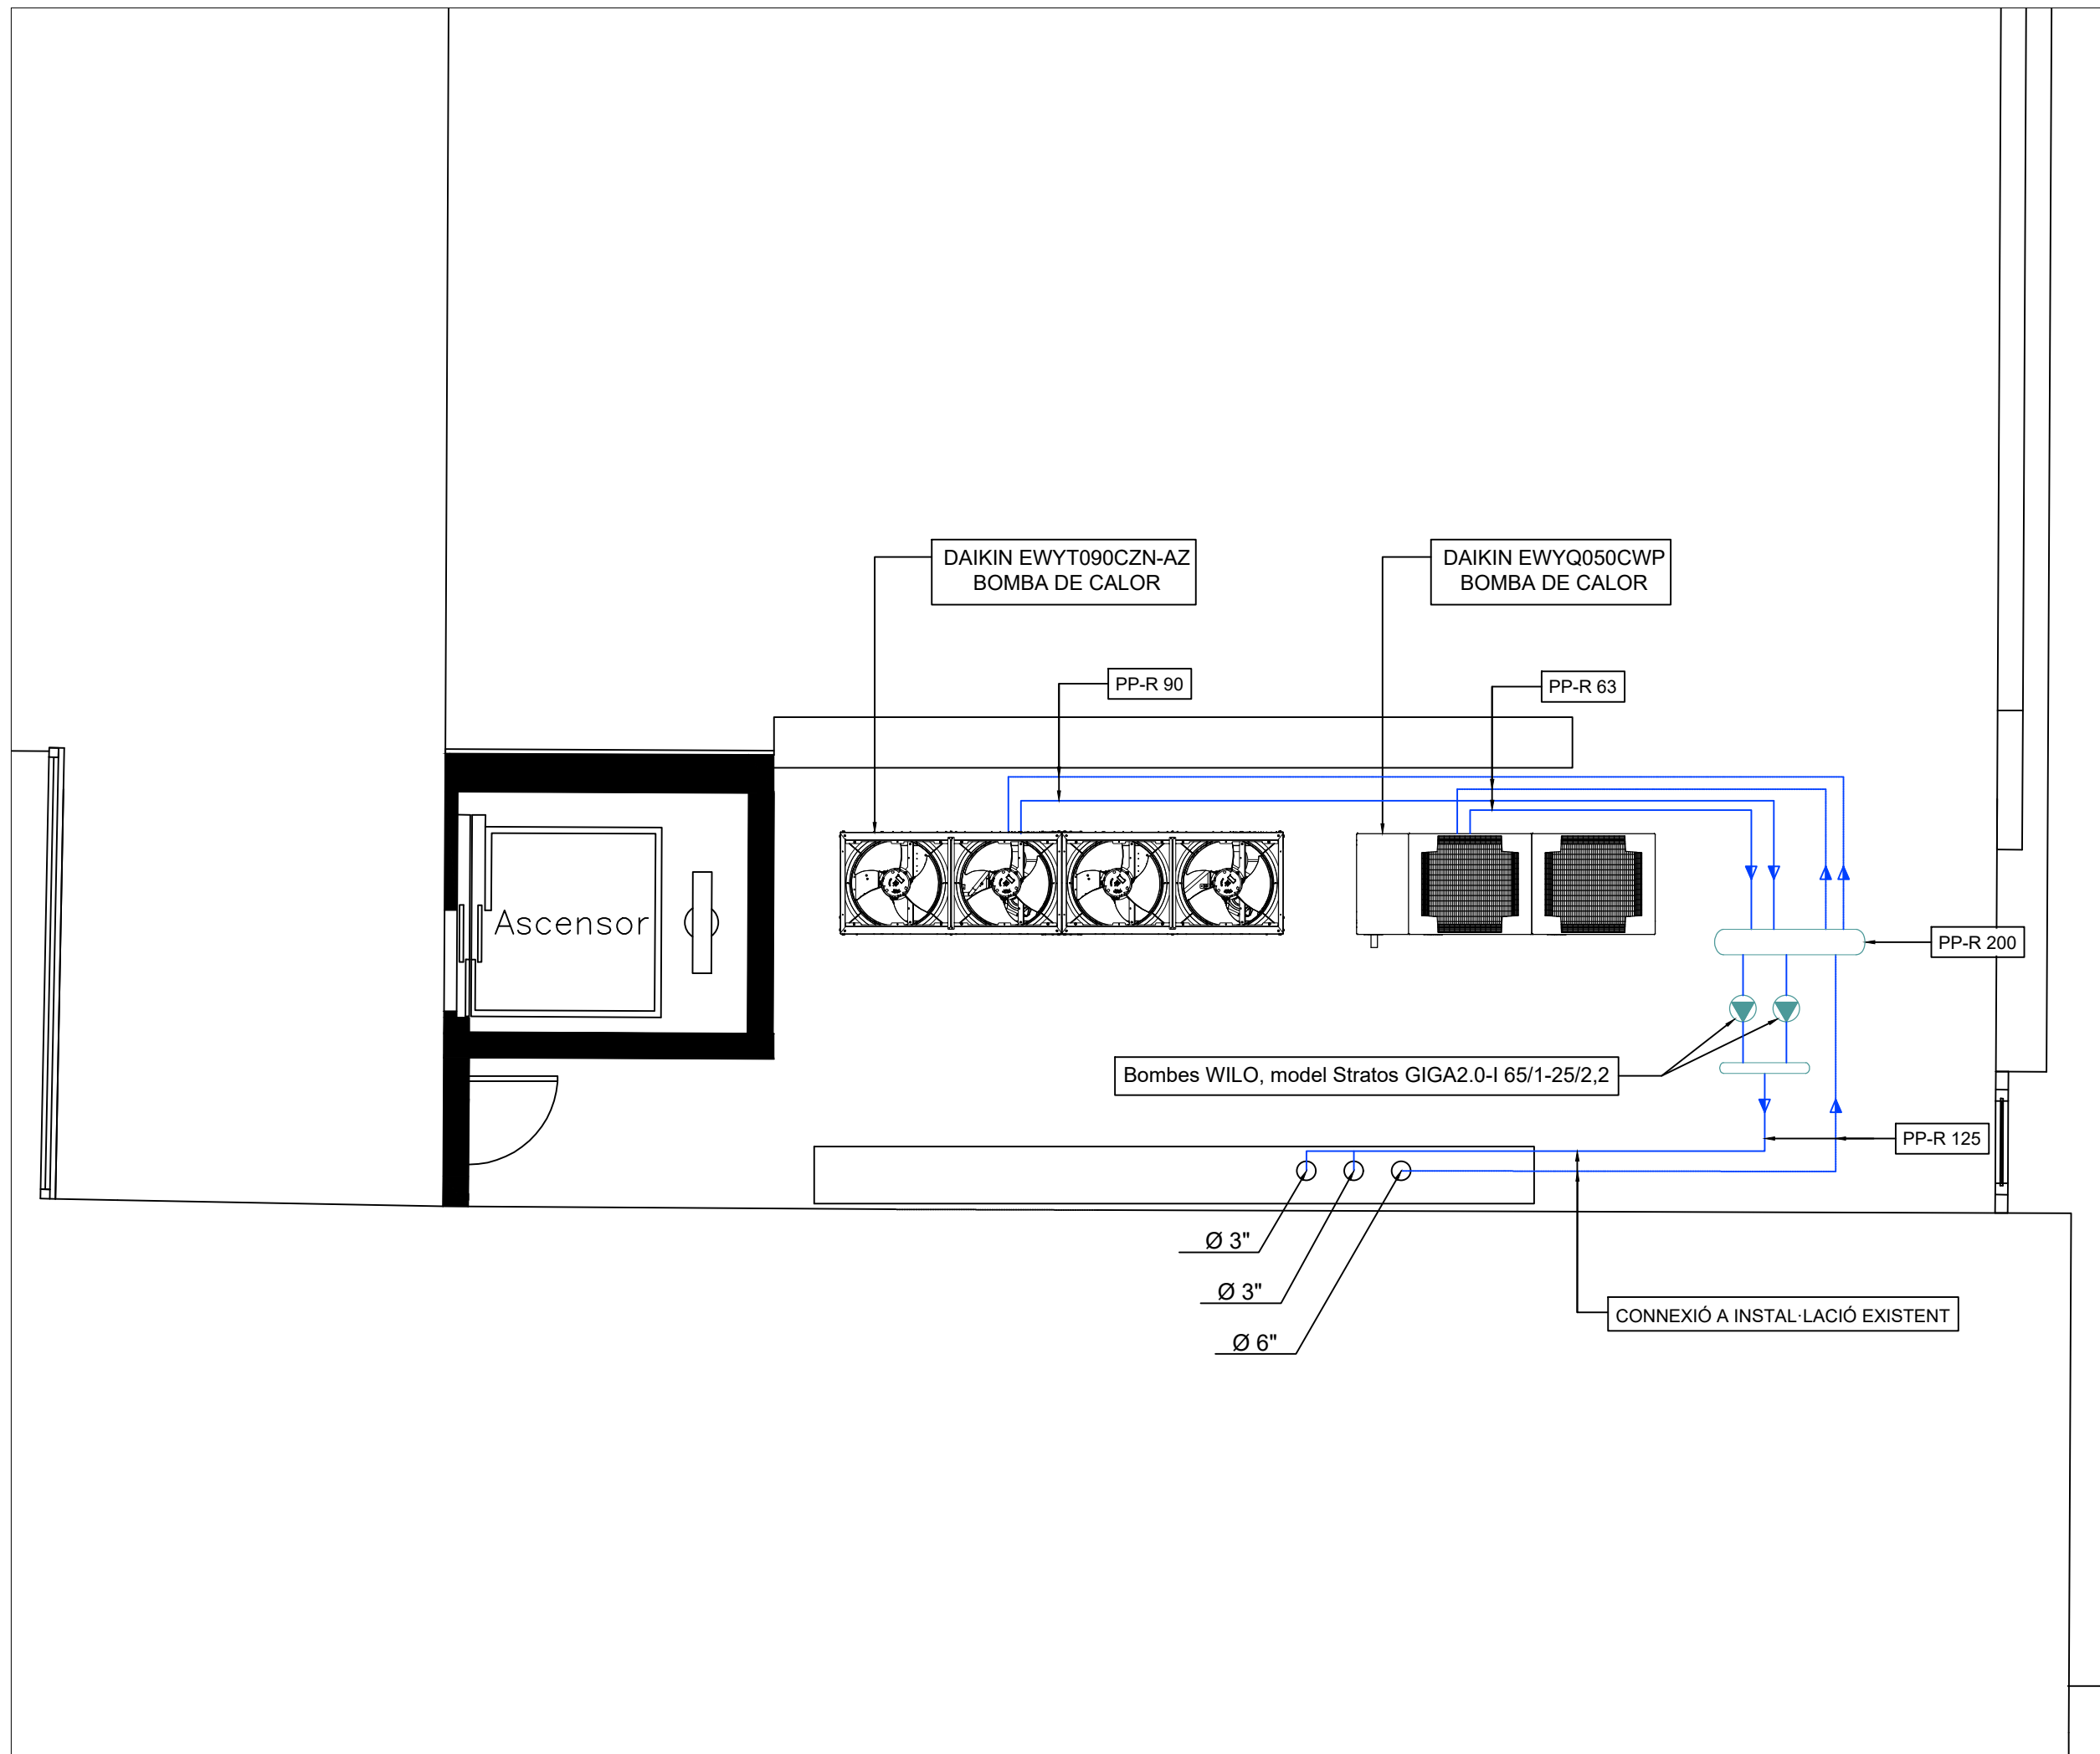 DAIKIN EWYT090CZN-AZ
BOMBA DE CALOR
DAIKIN EWYQ050CWP
BOMBA DE CALOR
PP-R 90
PP-R 63
Ascensor
PP-R 200
Bombes WILO, model Stratos GIGA2.0-I 65/1-25/2,2
PP-R 125
Ø 3"
Ø 3"
Ø 6"
CONNEXIÓ A INSTAL·LACIÓ EXISTENT